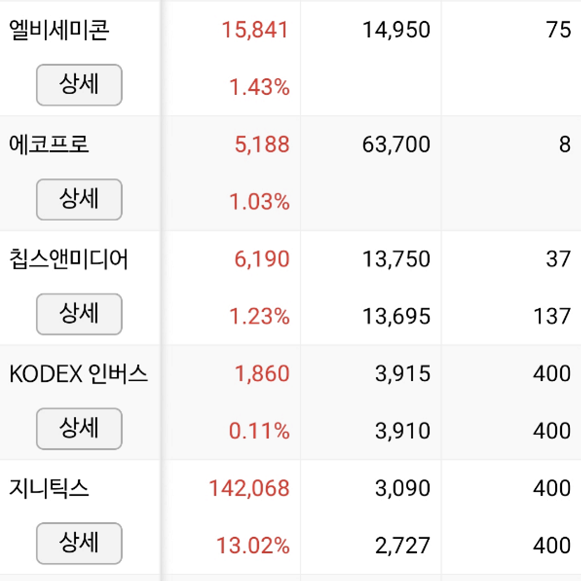 엘비세미콘 15,841 14,950 75
상세 1.43%
에코프로 5,188 63,700 8
상세 1.03%
칩스앤미디어 6,190 13,750 37
상세 1.23% 13,695 137
KODEX 인버스 1,860 3,915 400
상세 0.11% 3,910 400
지니틱스 142,068 3,090 400
상세 13.02% 2,727 400